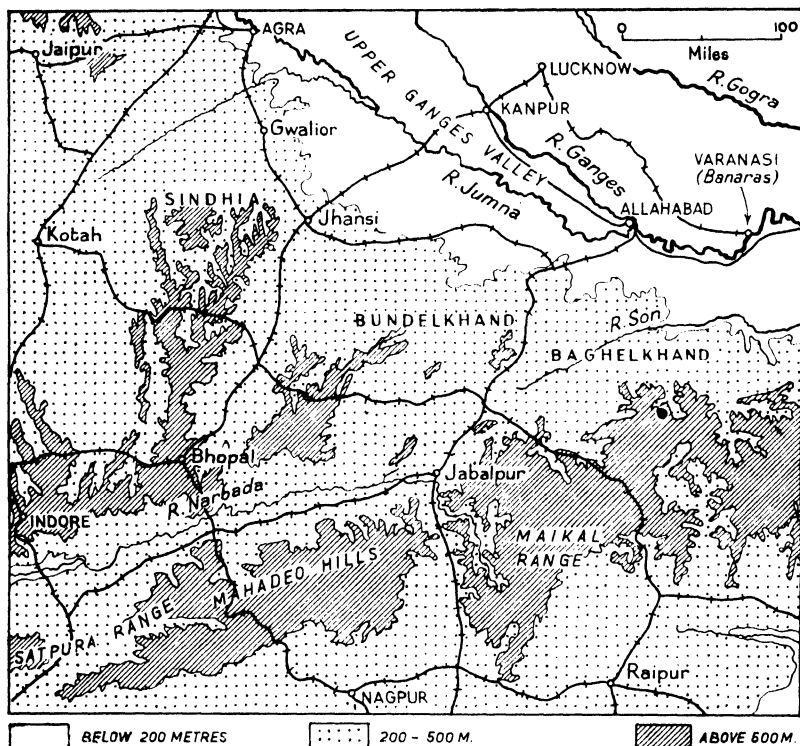 AGRA
Jaipur
0 100
Miles
LUCKNOW
R. Gogra
UPPER GANGES VALLEY
KANPUR
Gwalior
R. Ganges
VARANASI
(Banaras)
R. Jumna
SINDHIA
Jhansi
ALLAHABAD
Kotah
BUNDELKHAND
R. Son
BAGHELKHAND
Bhôpal
Jabalpur
R. Narbada
INDORE
MAIKAL
RANGE
MAHADEO HILLS
SATPURA RANGE
Raipur
NAGPUR
BELOW 200 METRES
200 - 500 M.
ABOVE 500 M.